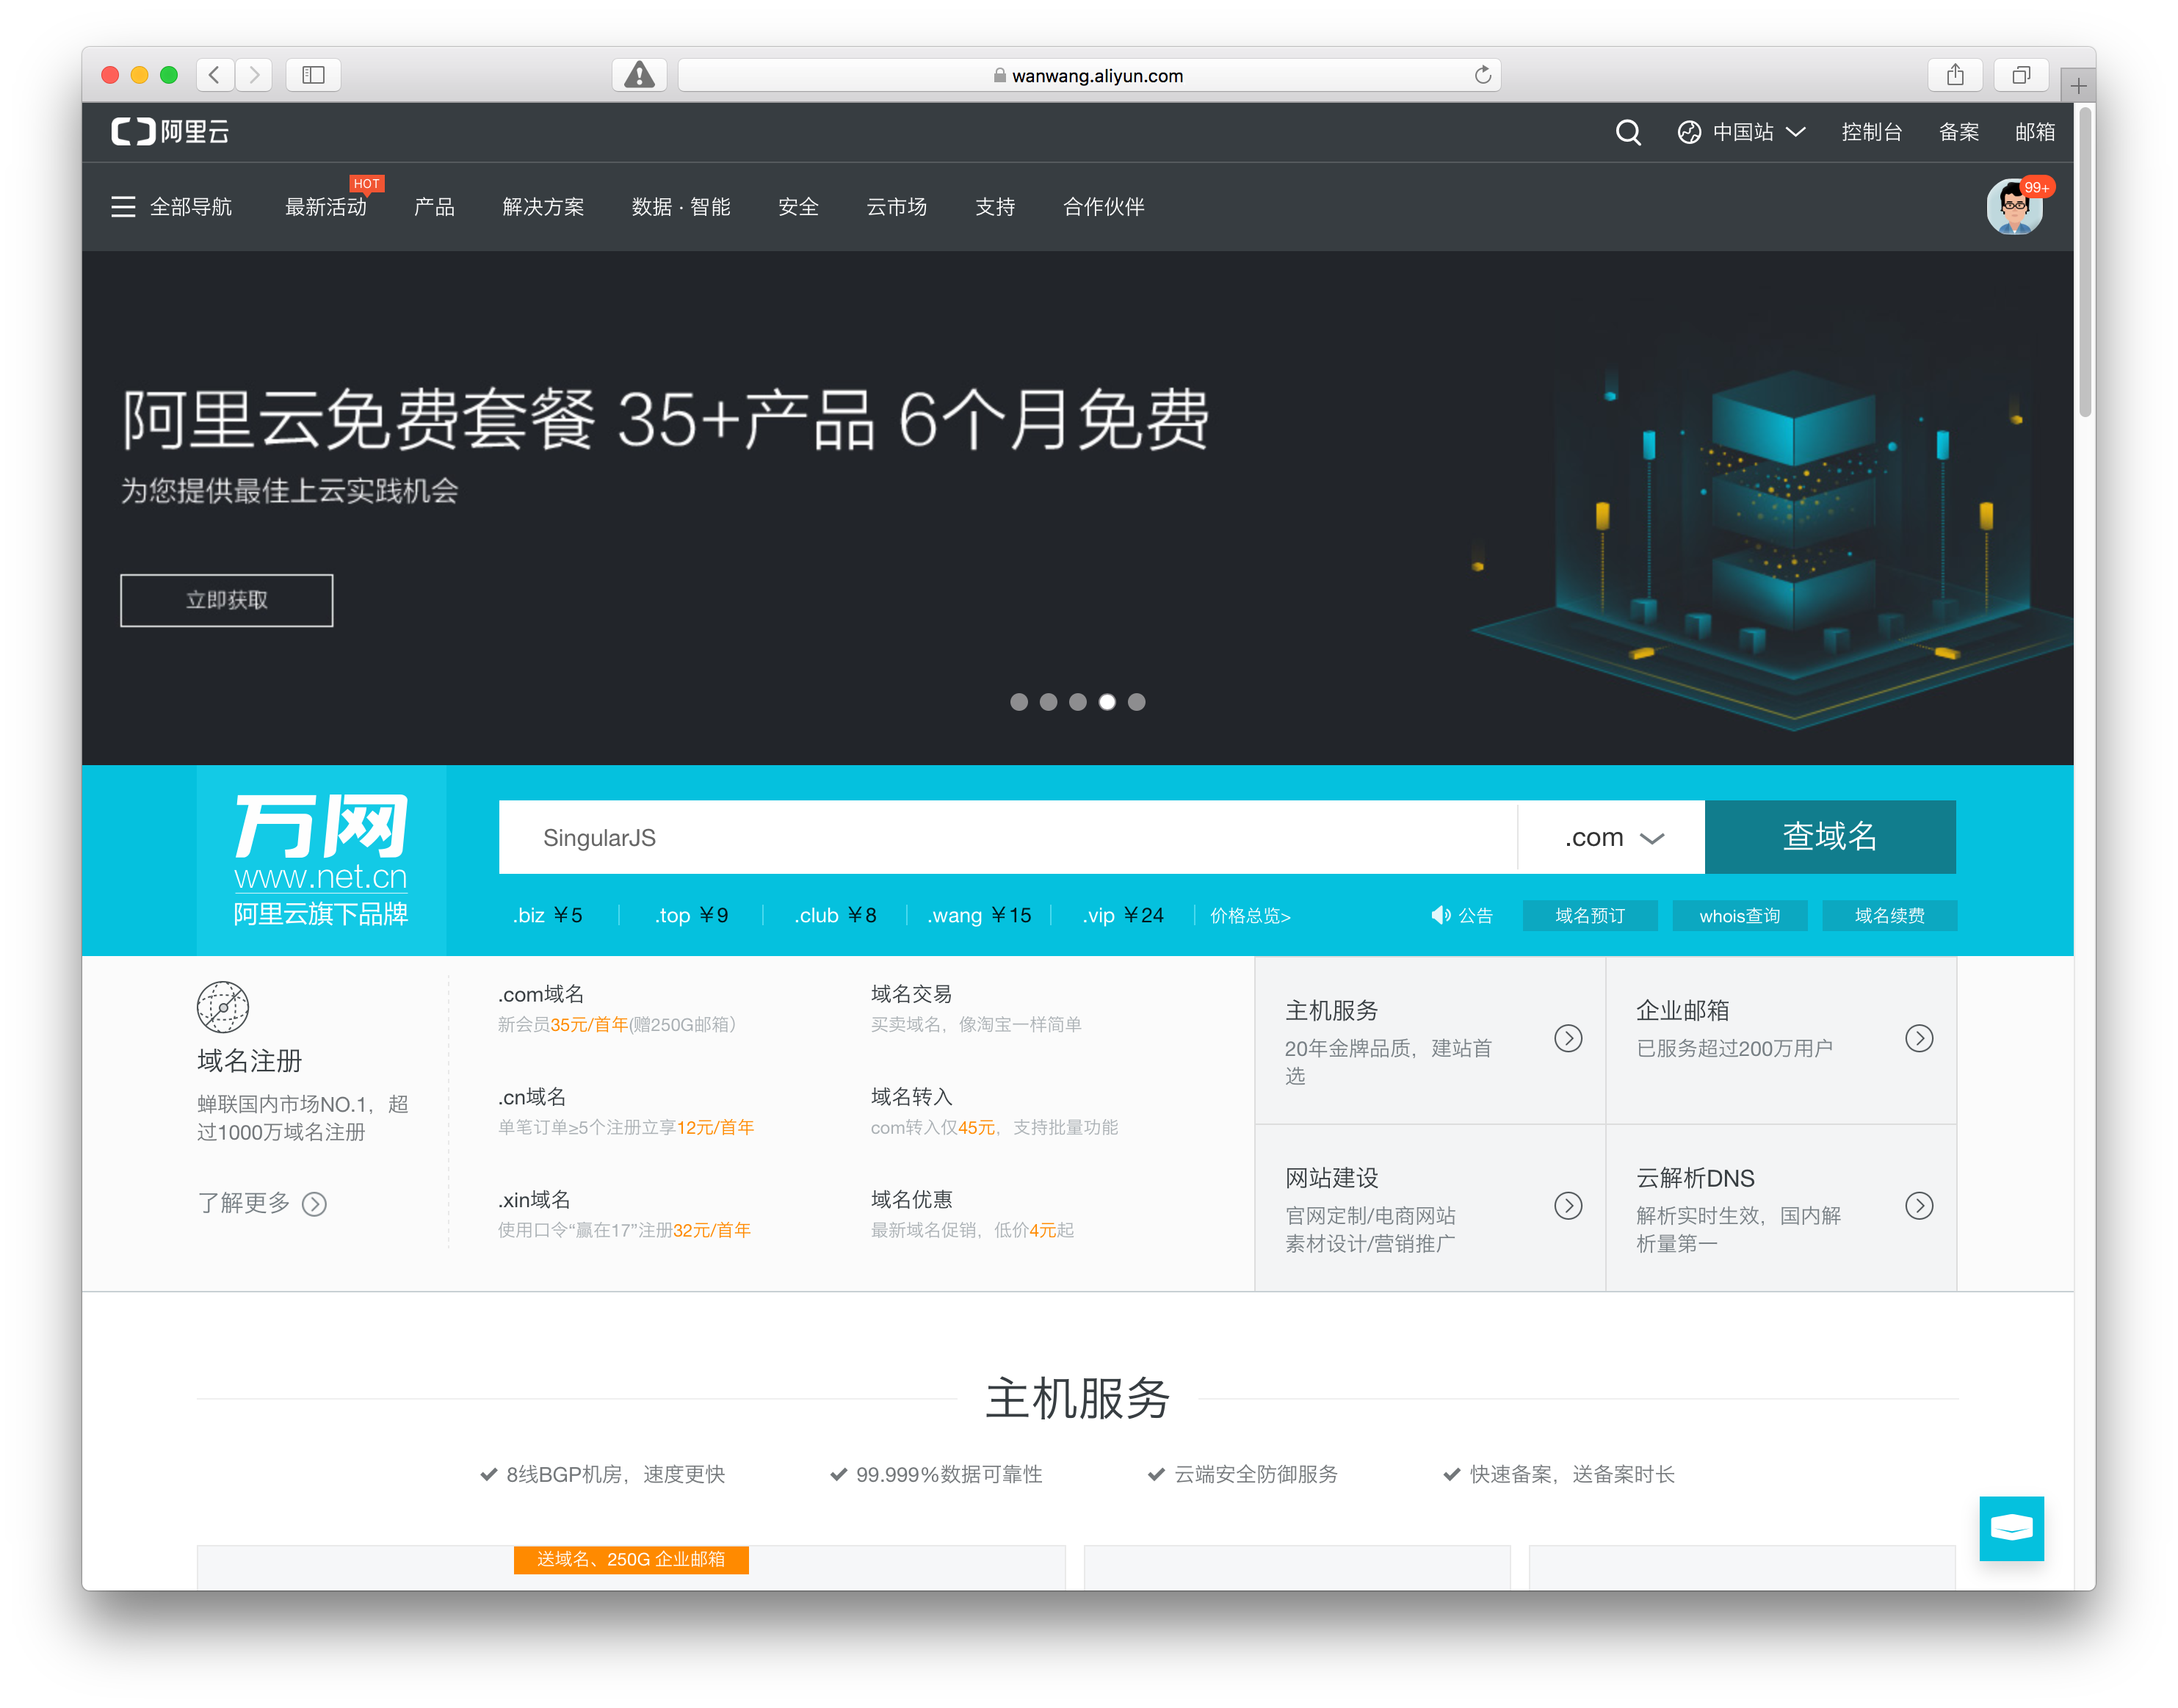 wanwang.aliyun.com
阿里云
中国站
控制台
备案
邮箱
全部导航
最新活动
HOT
产品
解决方案
数据 · 智能
安全
云市场
支持
合作伙伴
99+
阿里云免费套餐 35+产品 6个月免费
为您提供最佳上云实践机会
立即获取
万网
www.net.cn
阿里云旗下品牌
SingularJS
.com
查域名
.biz ¥5
.top ¥9
.club ¥8
.wang ¥15
.vip ¥24
价格总览>
公告
域名预订
whois查询
域名续费
域名注册
蝉联国内市场NO.1，超
过1000万域名注册
了解更多
.com域名
新会员35元/首年(赠250G邮箱）
域名交易
买卖域名，像淘宝一样简单
.cn域名
单笔订单≥5个注册立享12元/首年
域名转入
com转入仅45元，支持批量功能
.xin域名
使用口令“赢在17”注册32元/首年
域名优惠
最新域名促销，低价4元起
主机服务
20年金牌品质，建站首
选
企业邮箱
已服务超过200万用户
网站建设
官网定制/电商网站
素材设计/营销推广
云解析DNS
解析实时生效，国内解
析量第一
主机服务
8线BGP机房，速度更快
99.999%数据可靠性
云端安全防御服务
快速备案，送备案时长
送域名、250G 企业邮箱